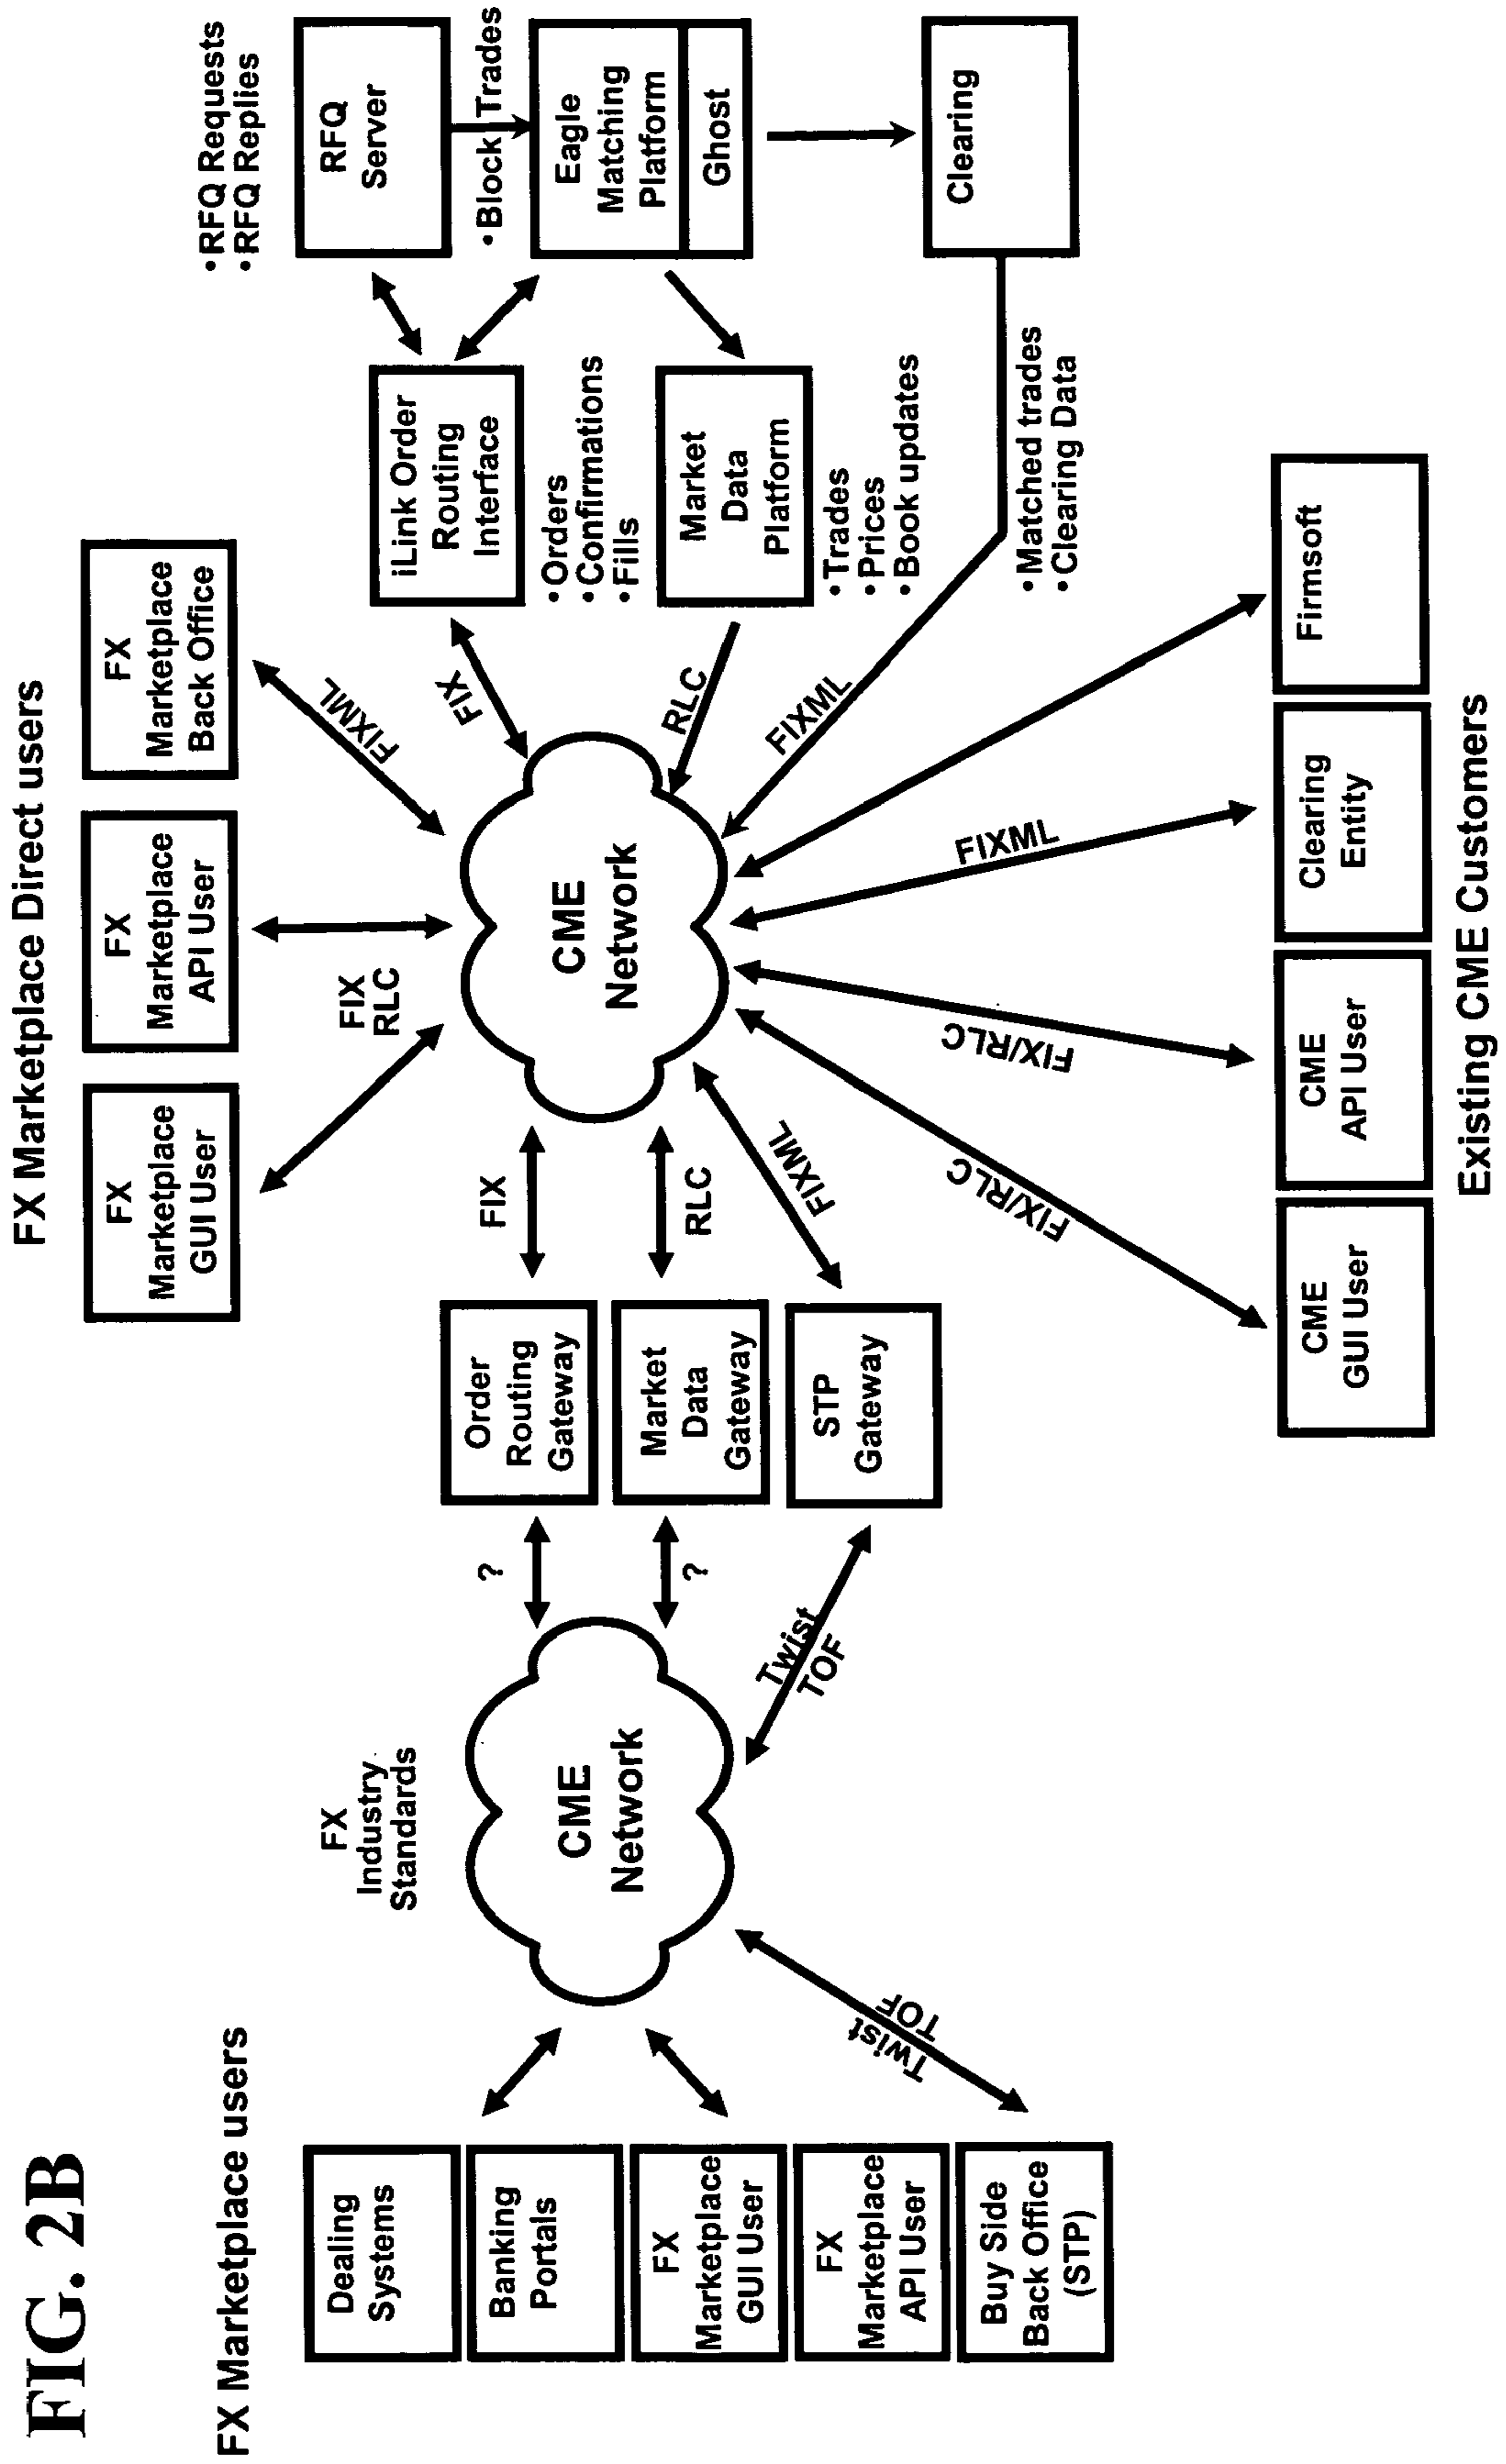 FIG. 2B
FX Marketplace users
Dealing
Systems
Banking
Portals
FX
Marketplace
GUI User
FX
Marketplace
API User
Buy Side
Back Office
(STP)
FX
Industry
Standards
CME
Network
Twist
TOF
?
?
Twist
TOF
Order
Routing
Gateway
Market
Data
Gateway
STP
Gateway
FIX
RLC
FIXML
FX Marketplace Direct users
FX
Marketplace
GUI User
FX
Marketplace
API User
FX
Marketplace
Back Office
FIX
RLC
FIXML
CME
Network
FIX
RLC
FIXML
iLink Order
Routing
Interface
•Orders
•Confirmations
•Fills
Market
Data
Platform
•Trades
•Prices
•Book updates
•RFQ Requests
•RFQ Replies
RFQ
Server
•Block Trades
Eagle
Matching
Platform
Ghost
Clearing
•Matched trades
•Clearing Data
FIX/RLC
FIX/RLC
FIXML
CME
GUI User
CME
API User
Clearing
Entity
Firmsoft
Existing CME Customers